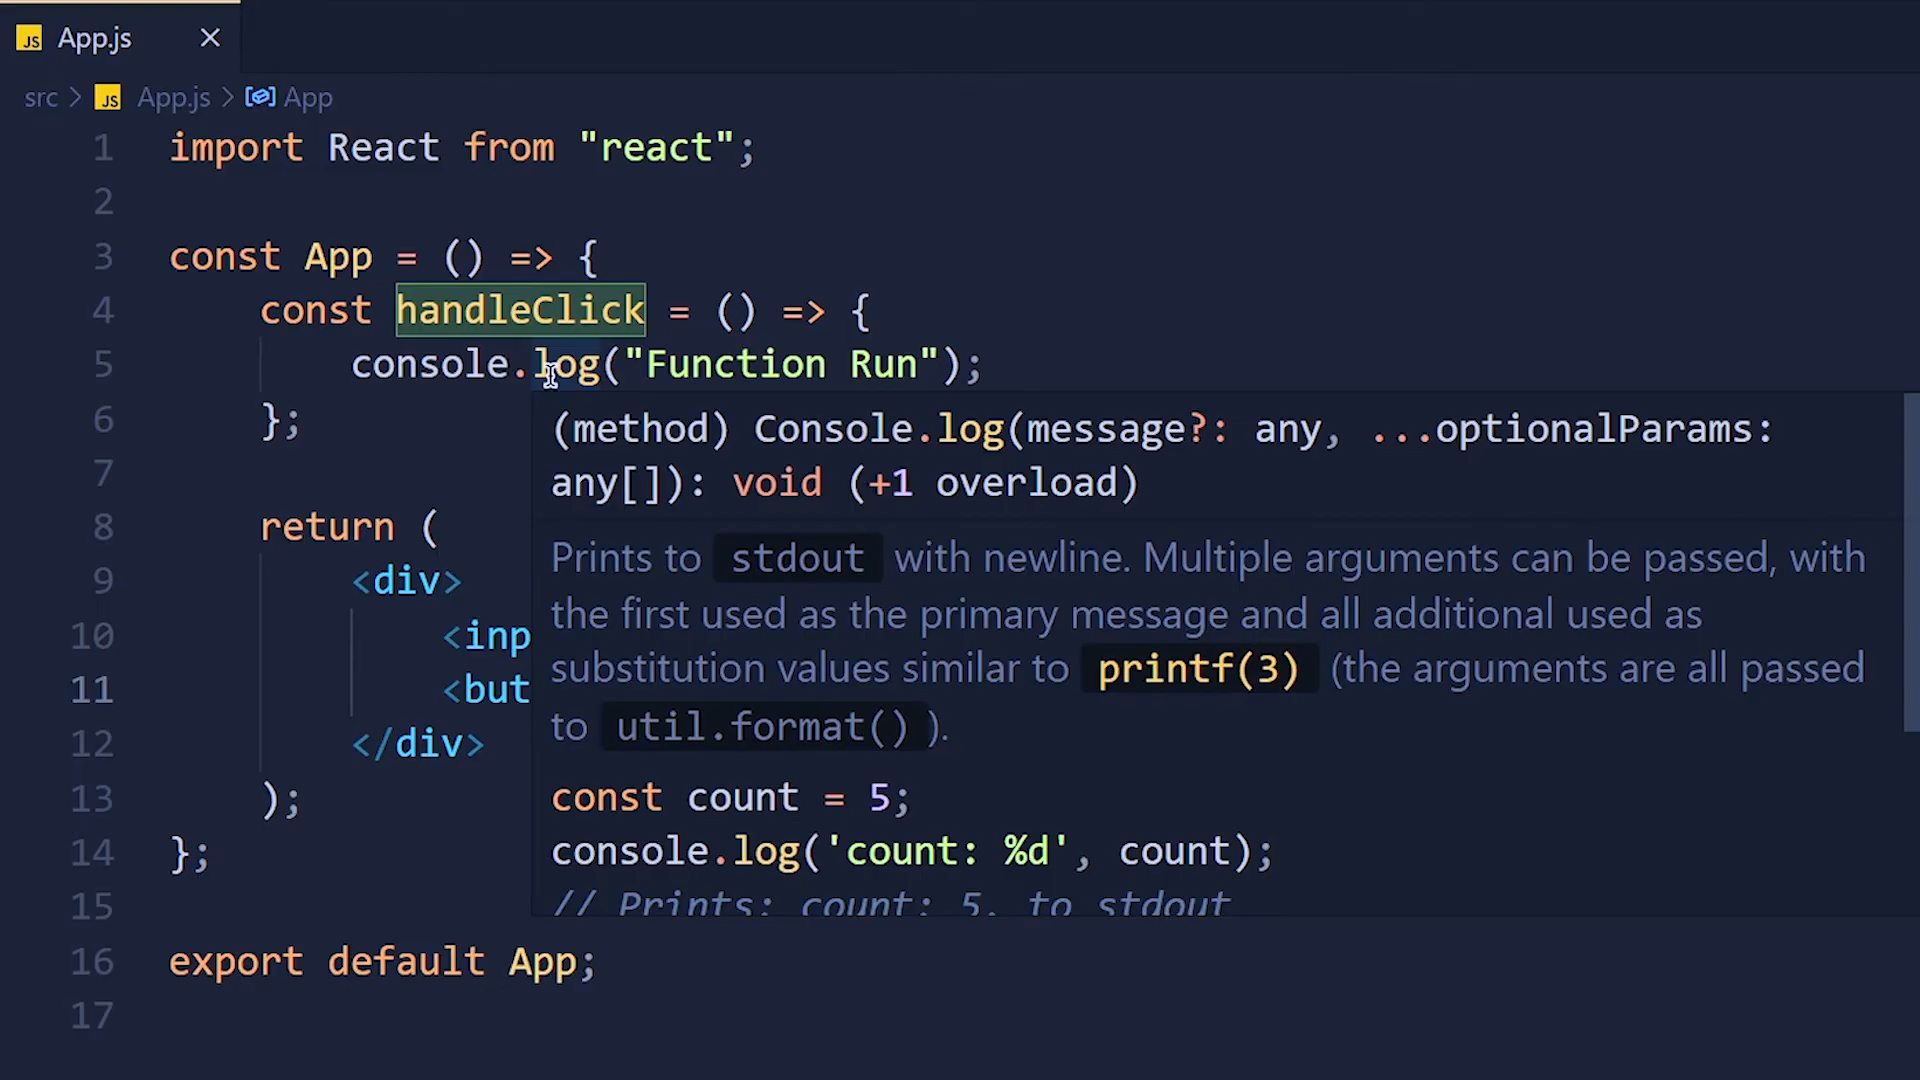 JS App.js ×
src > JS App.js > App
1 import React from "react";
2
3 const App = () => {
4 const handleClick = () => {
5 console.log("Function Run");
6 };
7
8 return (
9 <div>
10 <inp
11 <but
12 </div>
13 );
14 };
15
16 export default App;
17
(method) Console.log(message?: any, ...optionalParams:
any[]): void (+1 overload)
Prints to stdout with newline. Multiple arguments can be passed, with
the first used as the primary message and all additional used as
substitution values similar to printf(3) (the arguments are all passed
to util.format()).
const count = 5;
console.log('count: %d', count);
// Prints: count: 5, to stdout